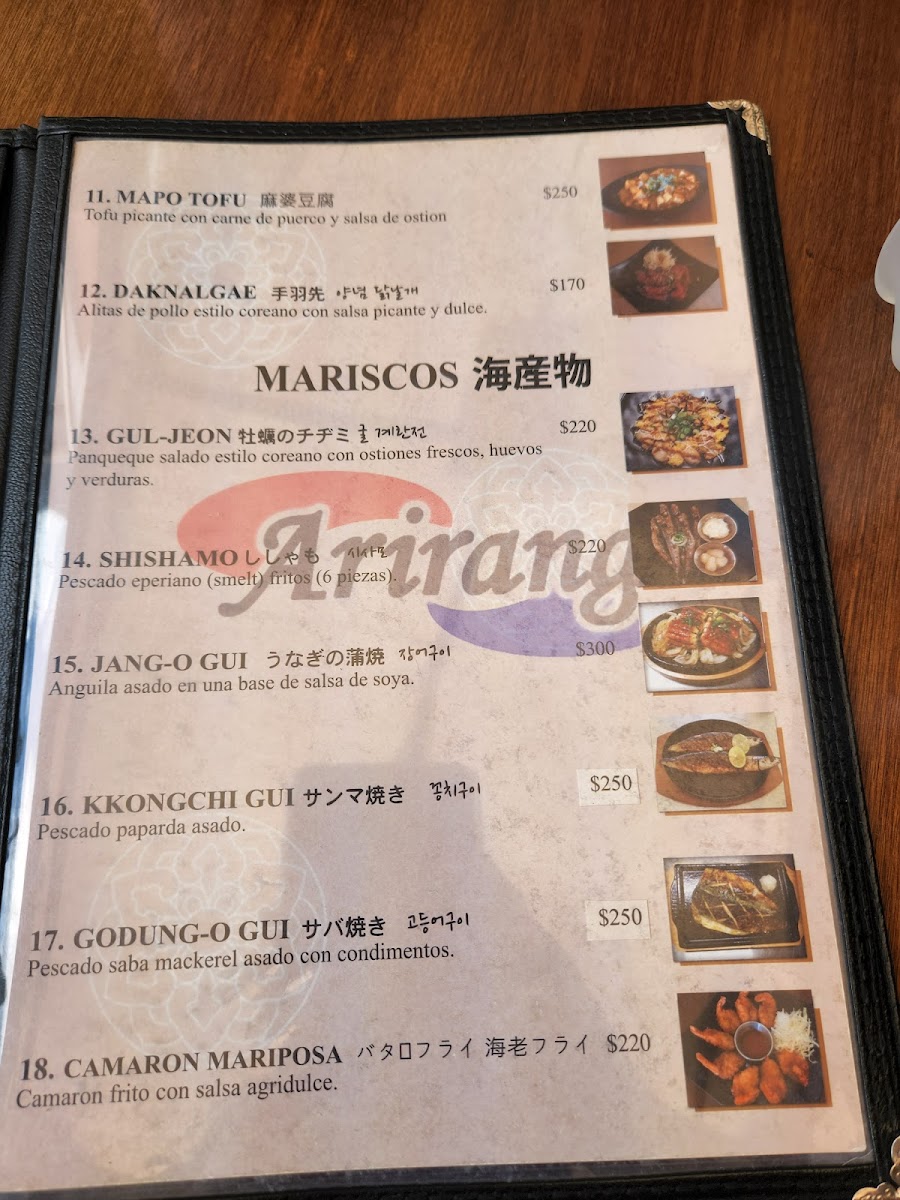 11. MAPO TOFU 麻婆豆腐 $250
Tofu picante con carne de puerco y salsa de ostion
12. DAKNALGAE 手羽先 양념 닭날개 $170
Alitas de pollo estilo coreano con salsa picante y dulce.
MARISCOS 海産物
13. GUL-JEON 牡蠣のチヂミ 굴 계란전 $220
Panqueque salado estilo coreano con ostiones frescos, huevos
y verduras.
Arirang
14. SHISHAMO ししゃも 시샤모 $220
Pescado eperiano (smelt) fritos (6 piezas).
15. JANG-O GUI うなぎの蒲焼 장어구이 $300
Anguila asado en una base de salsa de soya.
16. KKONGCHI GUI サンマ焼き 꽁치구이 $250
Pescado paparda asado.
17. GODUNG-O GUI サバ焼き 고등어구이 $250
Pescado saba mackerel asado con condimentos.
18. CAMARON MARIPOSA バタロフライ 海老フライ $220
Camaron frito con salsa agridulce.